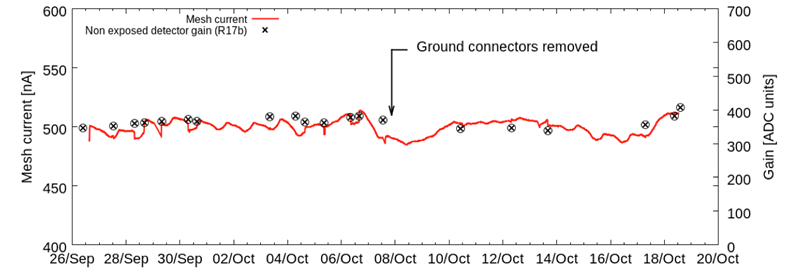 Mesh current
Non exposed detector gain (R17b)
Ground connectors removed
Mesh current [nA]
600
550
500
450
400
Gain [ADC units]
700
600
500
400
300
200
100
0
26/Sep 28/Sep 30/Sep 02/Oct 04/Oct 06/Oct 08/Oct 10/Oct 12/Oct 14/Oct 16/Oct 18/Oct 20/Oct